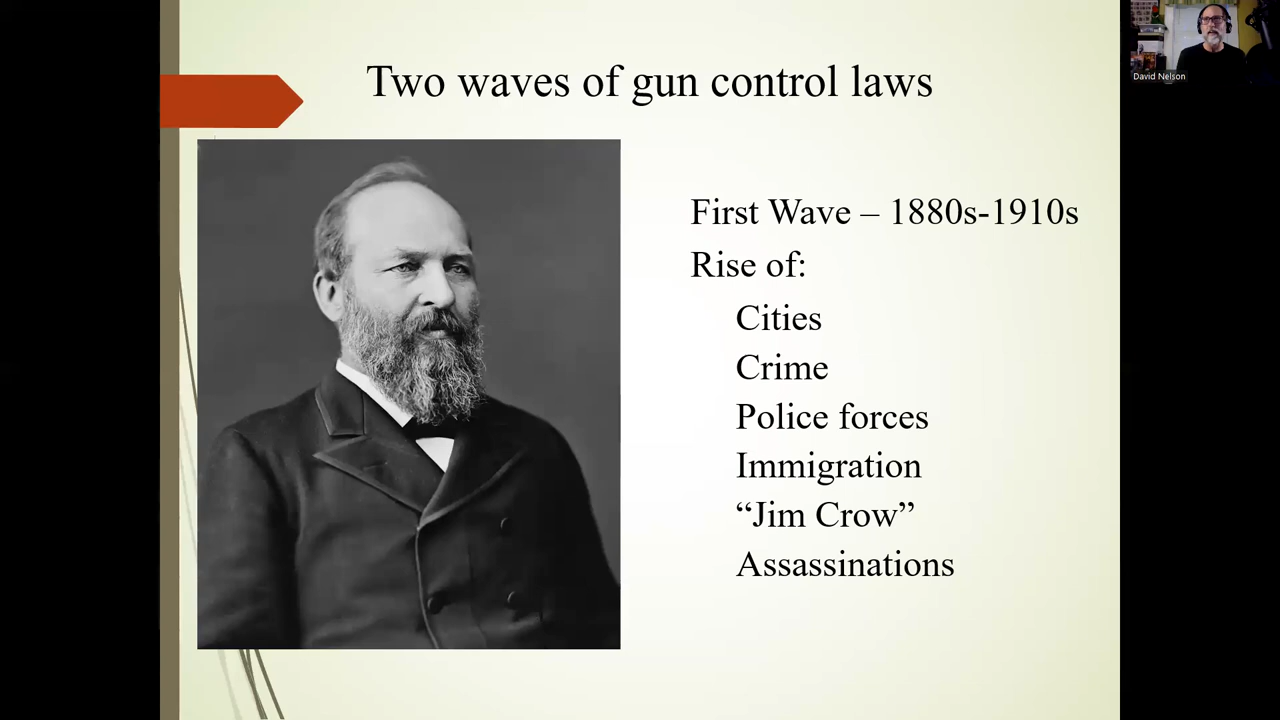 Two waves of gun control laws
First Wave – 1880s-1910s
Rise of:
Cities
Crime
Police forces
Immigration
“Jim Crow”
Assassinations
David Nelson